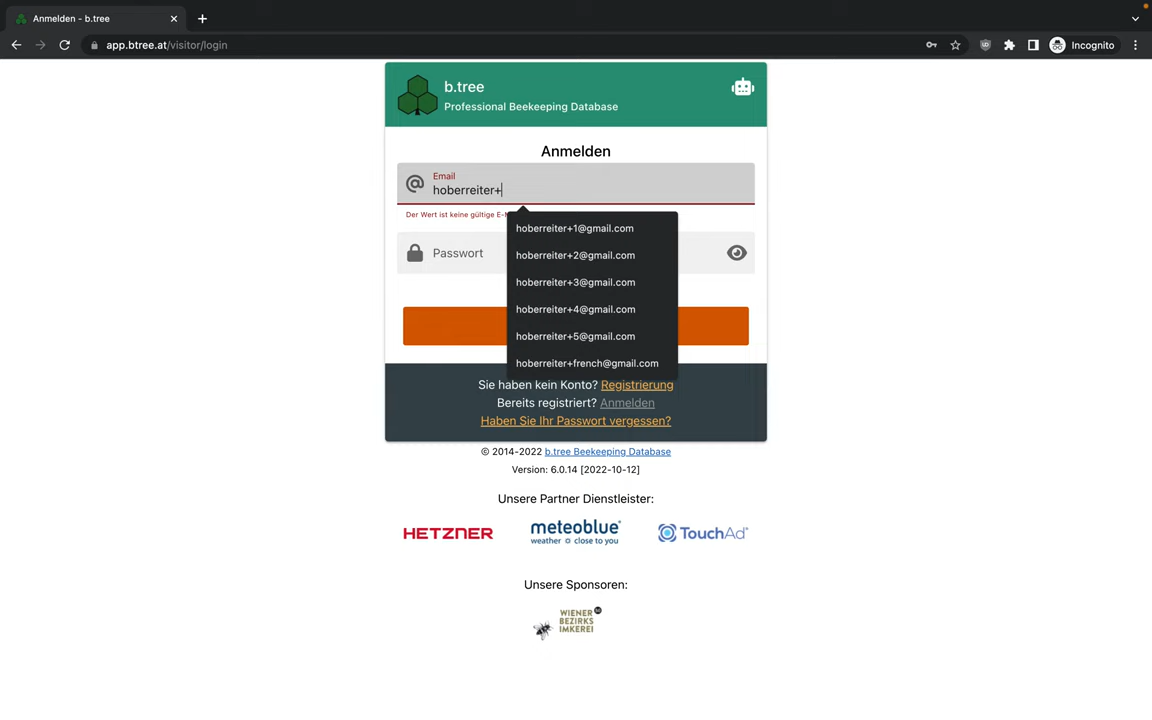 Anmelden - b.tree
app.btree.at/visitor/login
Incognito
b.tree
Professional Beekeeping Database
Anmelden
Email
hoberreiter+
Der Wert ist keine gültige
hoberreiter+1@gmail.com
hoberreiter+2@gmail.com
Passwort
hoberreiter+3@gmail.com
hoberreiter+4@gmail.com
hoberreiter+5@gmail.com
hoberreiter+french@gmail.com
Sie haben kein Konto? Registrierung
Bereits registriert? Anmelden
Haben Sie Ihr Passwort vergessen?
© 2014-2022 b.tree Beekeeping Database
Version: 6.0.14 [2022-10-12]
Unsere Partner Dienstleister:
HETZNER
meteoblue
weather close to you
TouchAd
Unsere Sponsoren:
WIENER
BEZIRKS
IMKEREI